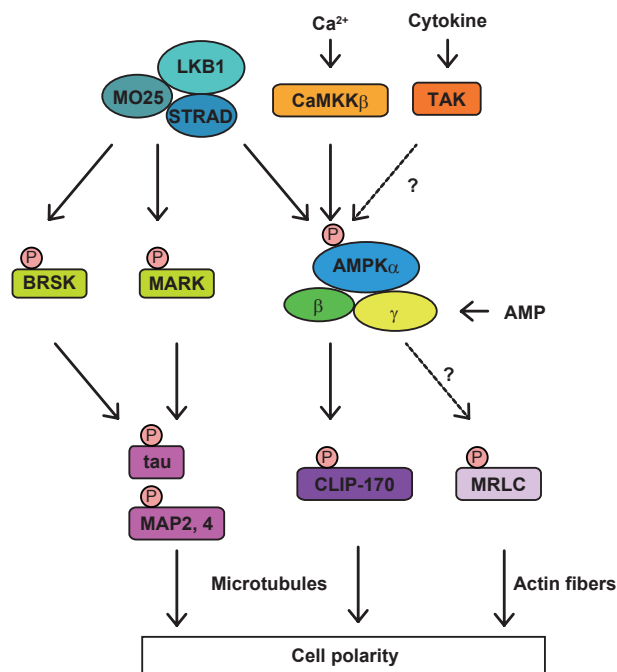 Ca²⁺
Cytokine
LKB1
MO25
STRAD
CaMKKβ
TAK
?
P
AMPKα
P
BRSK
P
MARK
β
γ
AMP
?
P
tau
P
CLIP-170
P
MRLC
P
MAP2, 4
Microtubules
Actin fibers
Cell polarity